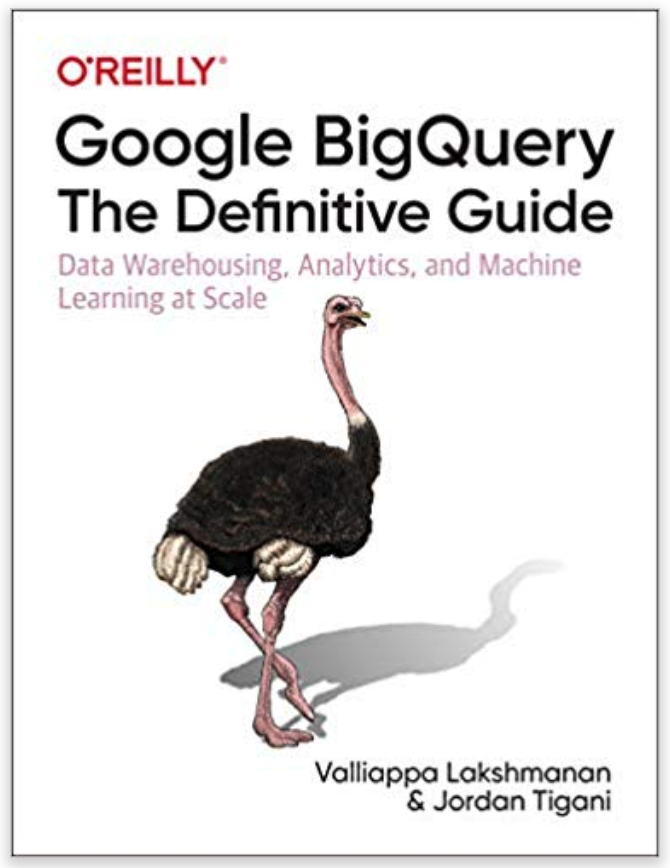 O'REILLY®
Google BigQuery
The Definitive Guide
Data Warehousing, Analytics, and Machine
Learning at Scale
Valliappa Lakshmanan
& Jordan Tigani